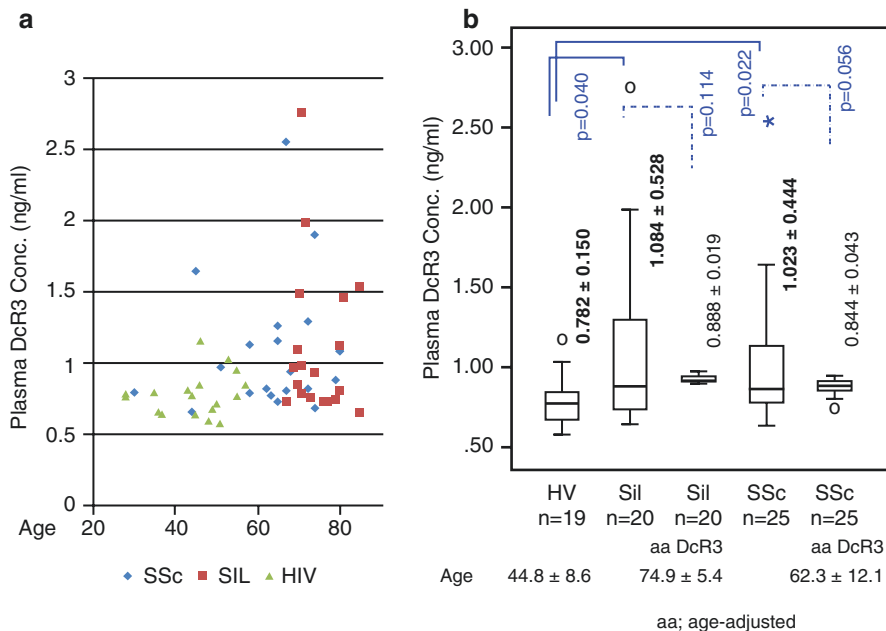 a
Plasma DcR3 Conc. (ng/ml)
3
2.5
2
1.5
1
0.5
0
Age
20
40
60
80
SSc
SIL
HIV
b
Plasma DcR3 Conc. (ng/ml)
3.00
2.50
2.00
1.50
1.00
.50
p=0.040
p=0.114
p=0.022
p=0.056
0.782 ± 0.150
1.084 ± 0.528
0.888 ± 0.019
1.023 ± 0.444
0.844 ± 0.043
HV
n=19
Sil
n=20
Sil
n=20
aa DcR3
SSc
n=25
SSc
n=25
aa DcR3
Age
44.8 ± 8.6
74.9 ± 5.4
62.3 ± 12.1
aa; age-adjusted